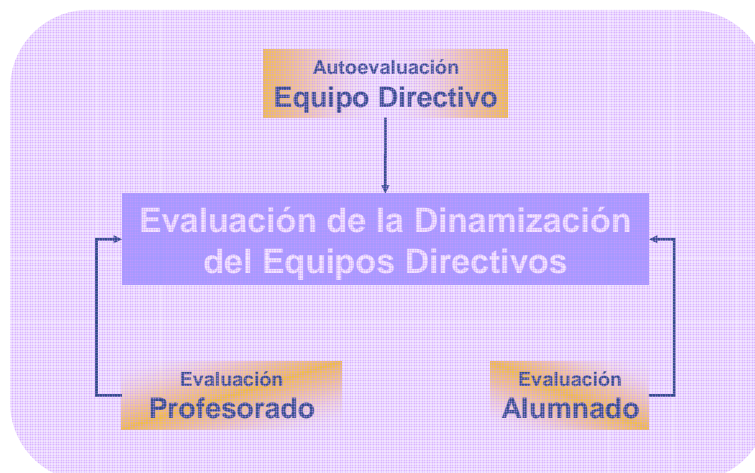 Autoevaluación
Equipo Directivo
Evaluación de la Dinamización
del Equipos Directivos
Evaluación
Profesorado
Evaluación
Alumnado